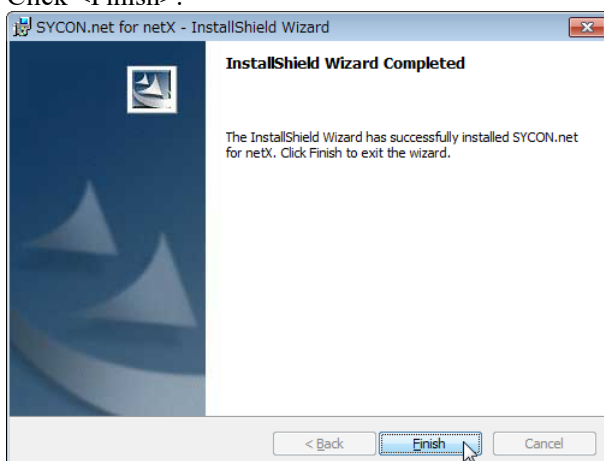 Click <Finish>.
SYCON.net for netX - InstallShield Wizard
InstallShield Wizard Completed
The InstallShield Wizard has successfully installed SYCON.net
for netX. Click Finish to exit the wizard.
< Back
Finish
Cancel